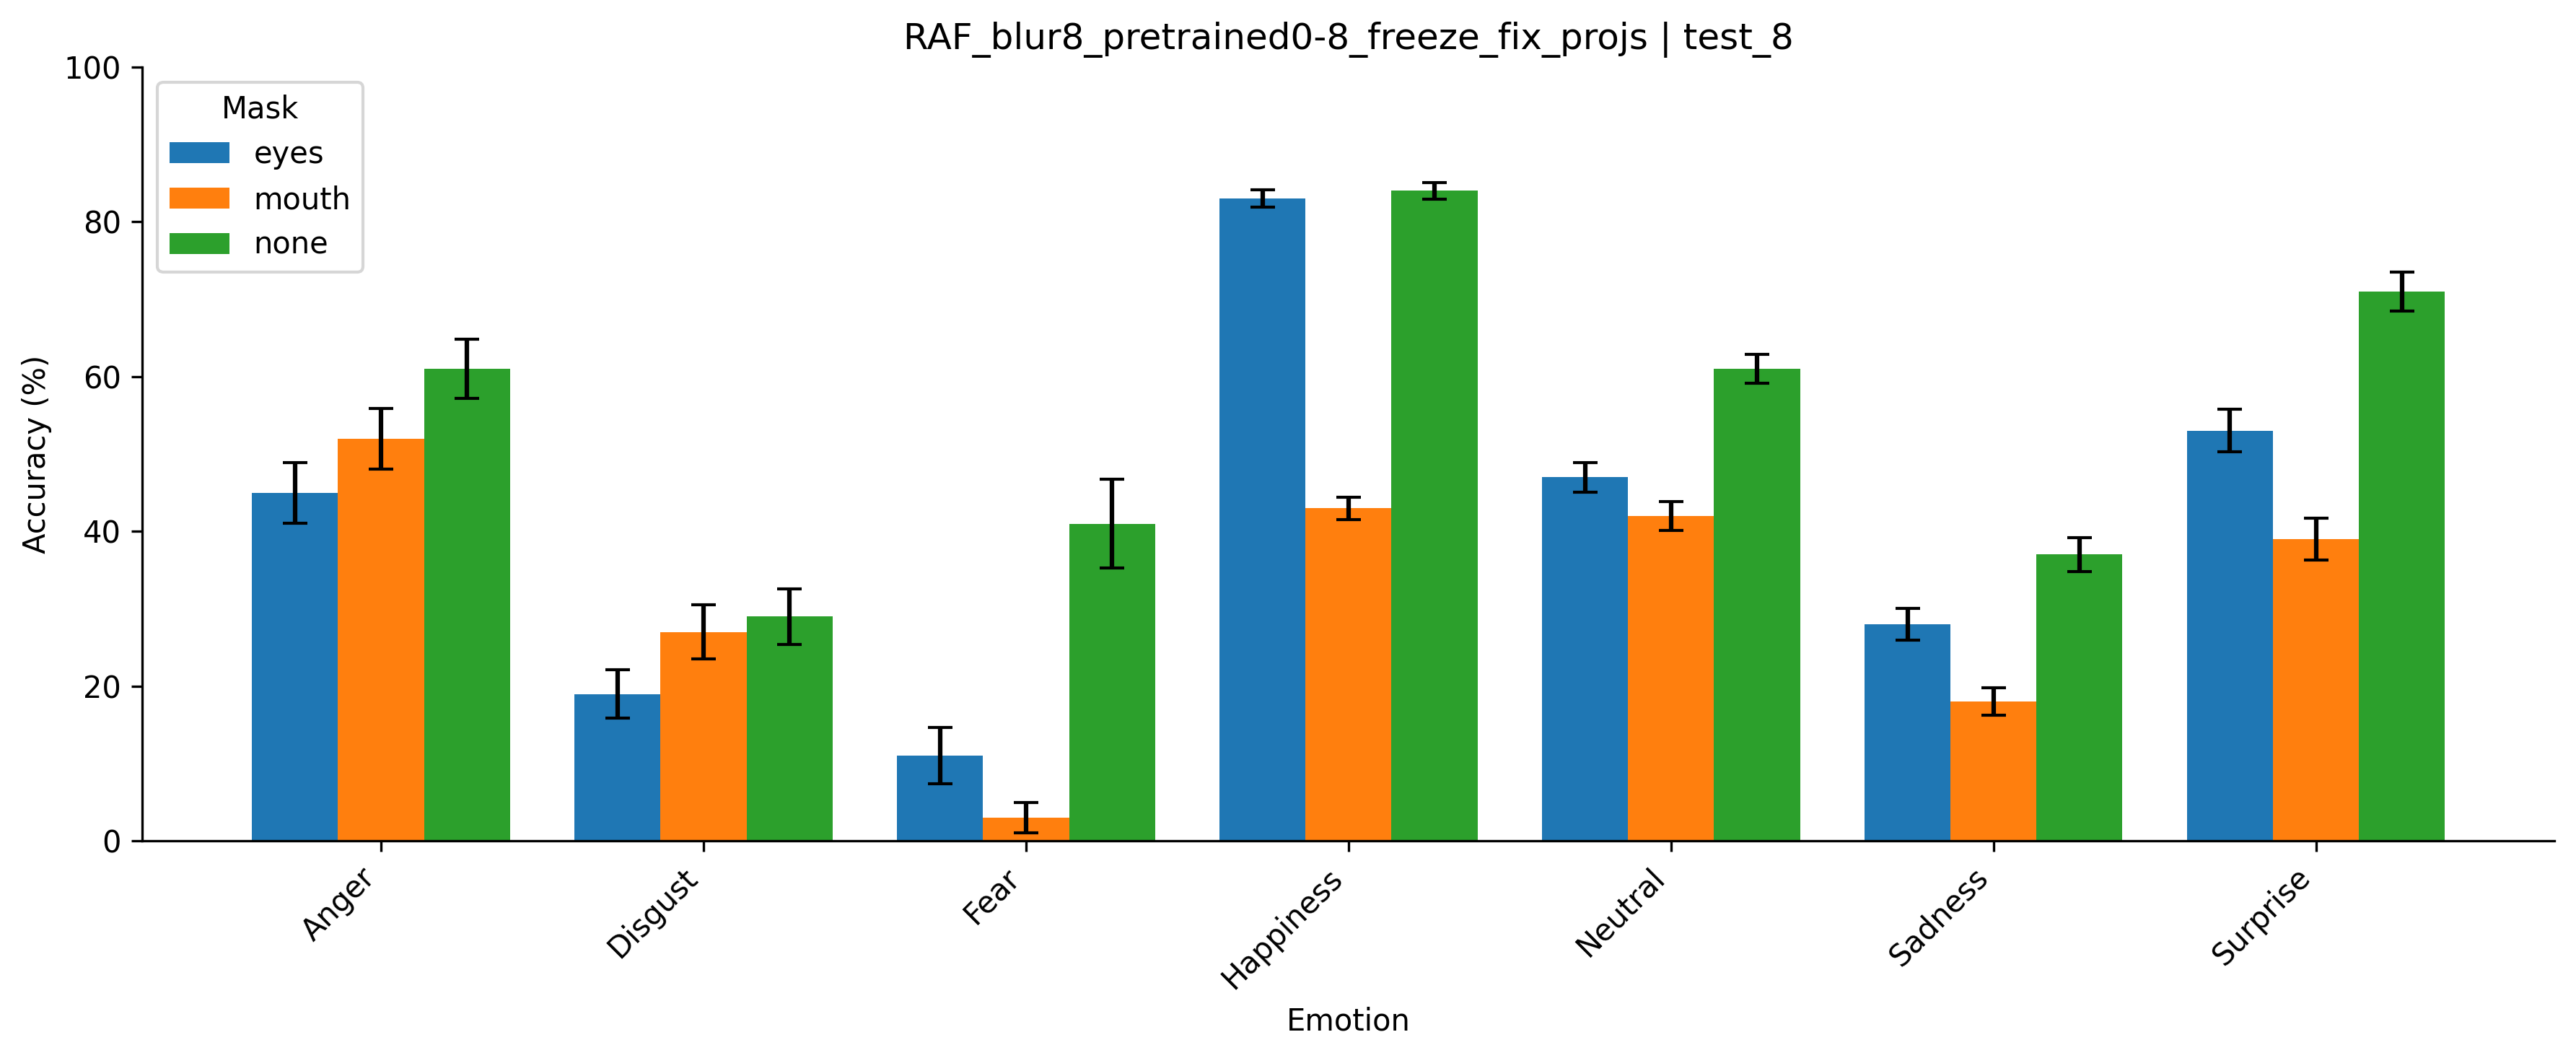 RAF_blur8_pretrained0-8_freeze_fix_projs | test_8
Accuracy (%)
100
80
60
40
20
0
Mask
eyes
mouth
none
Anger
Disgust
Fear
Happiness
Neutral
Sadness
Surprise
Emotion